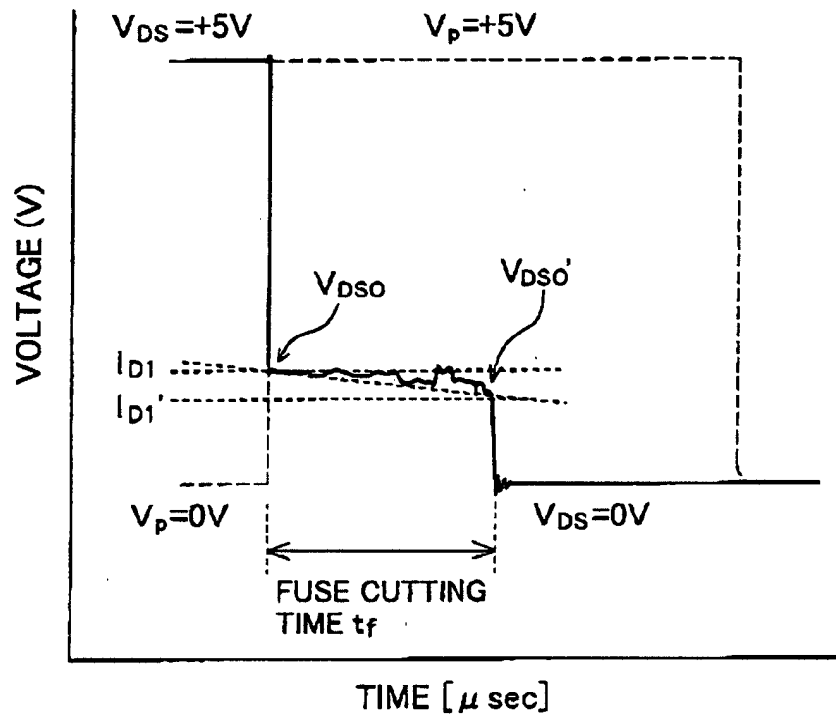 V_DS=+5V
V_p=+5V
VOLTAGE (V)
V_DSO
V_DSO'
I_D1
I_D1'
V_p=0V
V_DS=0V
FUSE CUTTING
TIME t_f
TIME [μ sec]